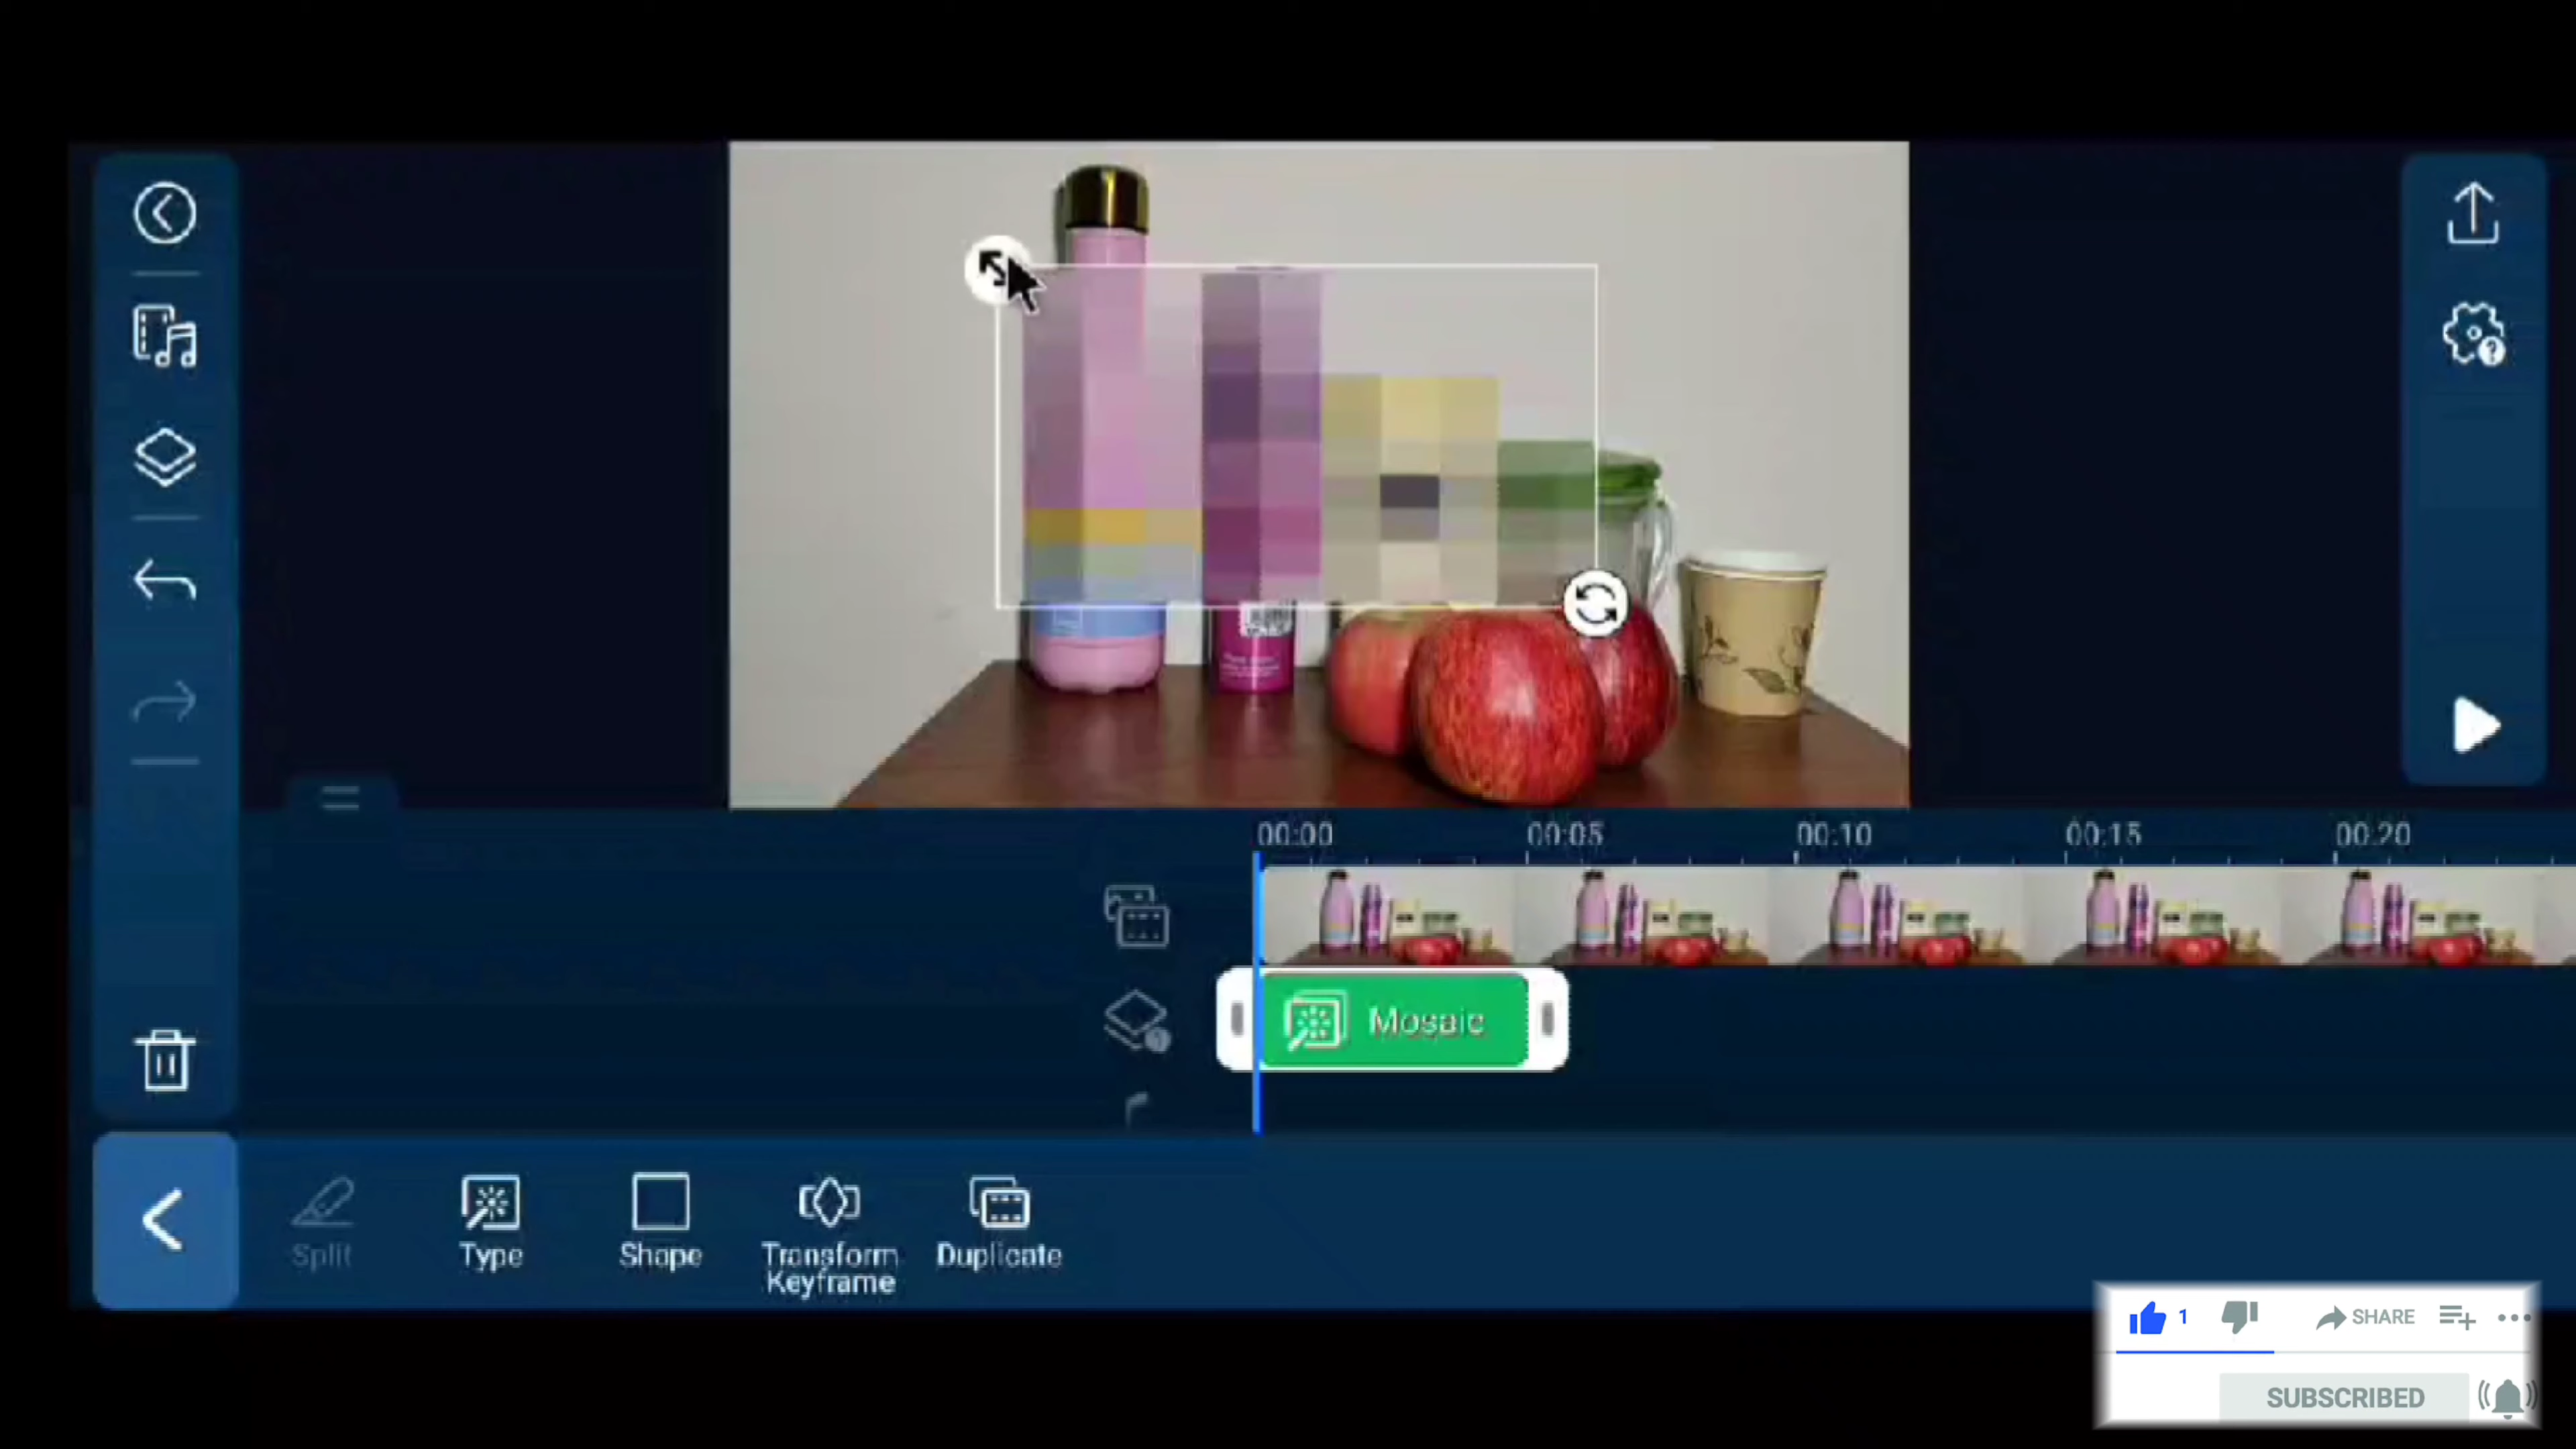 00:00 00:05 00:10 00:15 00:20
Mosaic
Split Type Shape Transform Keyframe Duplicate
1 SHARE
SUBSCRIBED